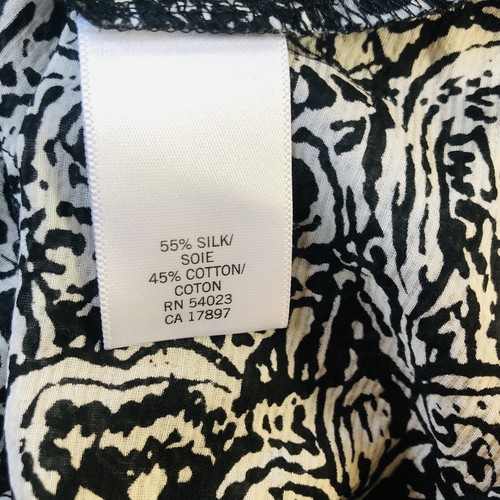 55% SILK/
SOIE
45% COTTON/
COTON
RN 54023
CA 17897